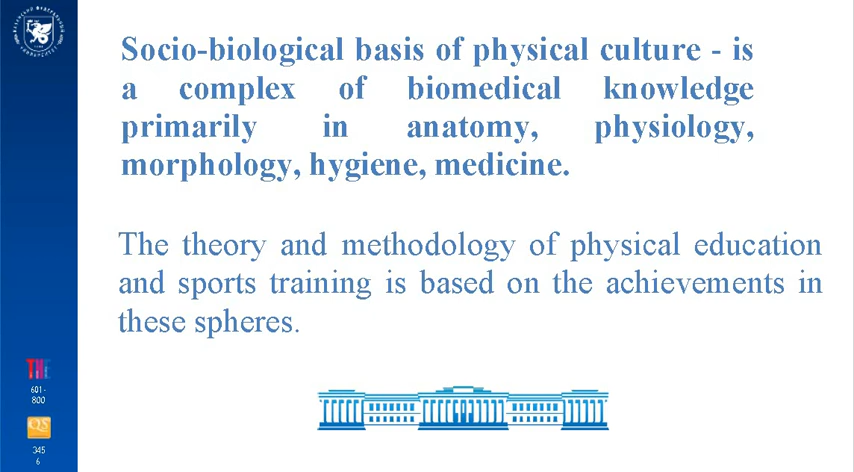 Socio-biological basis of physical culture - is
a complex of biomedical knowledge
primarily in anatomy, physiology,
morphology, hygiene, medicine.
The theory and methodology of physical education
and sports training is based on the achievements in
these spheres.
THE
601-
800
QS
345
6